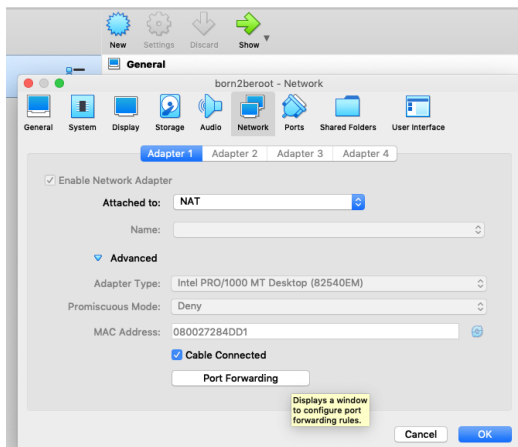 New Settings Discard Show
General
born2beroot - Network
General System Display Storage Audio Network Ports Shared Folders User Interface
Adapter 1 Adapter 2 Adapter 3 Adapter 4
Enable Network Adapter
Attached to: NAT
Name:
Advanced
Adapter Type: Intel PRO/1000 MT Desktop (82540EM)
Promiscuous Mode: Deny
MAC Address: 080027284DD1
Cable Connected
Port Forwarding
Displays a window
to configure port
forwarding rules.
Cancel OK